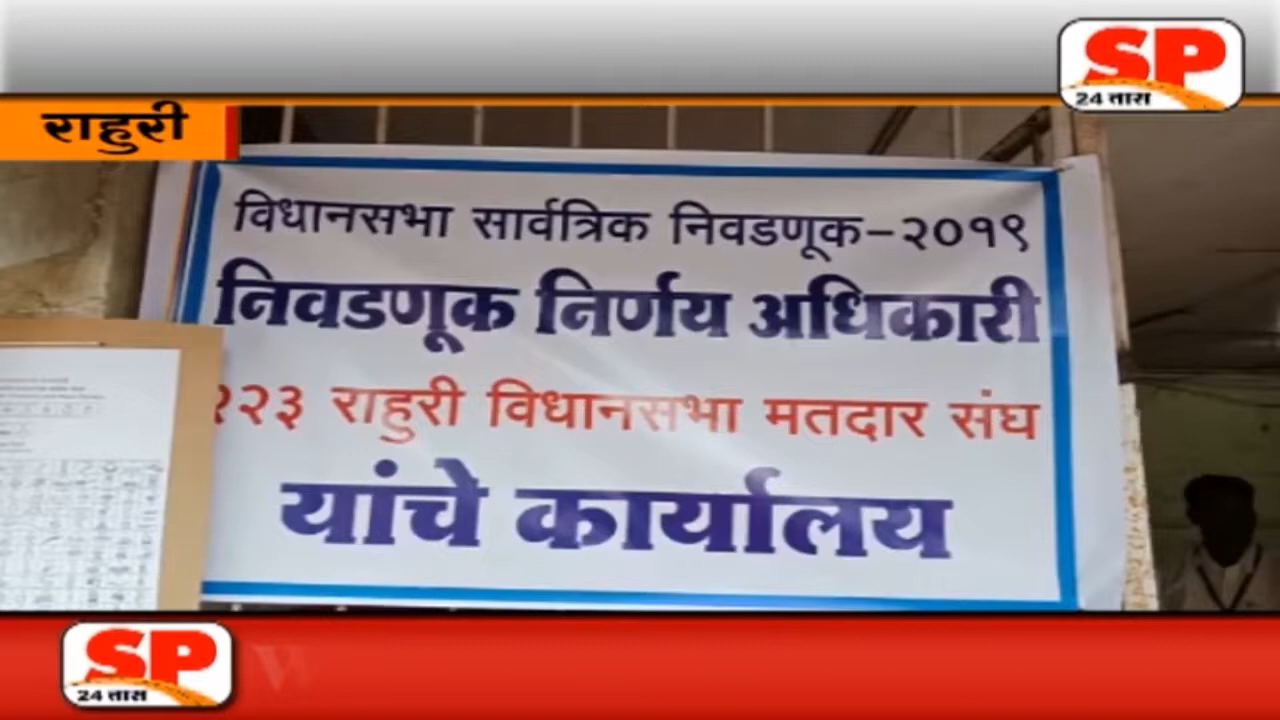 SP
24 तास
राहुरी
विधानसभा सार्वत्रिक निवडणूक-२०१९
निवडणूक निर्णय अधिकारी
२२३ राहुरी विधानसभा मतदार संघ
यांचे कार्यालय
SP
24 तास
W